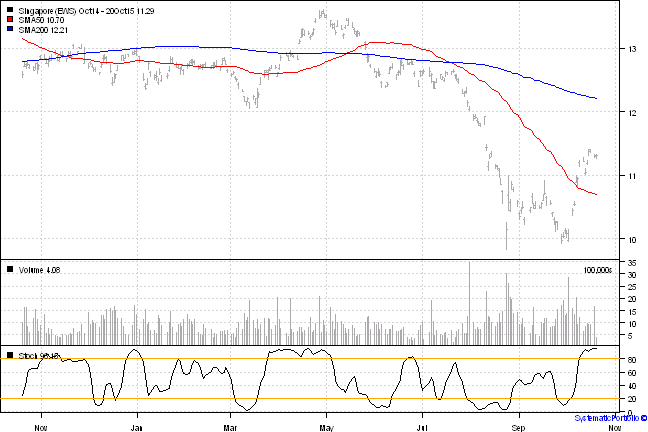 Singapore (EWS) Oct14 - 20Oct15 11.29
SMA50 10.70
SMA200 12.21
13
12
11
10
Volume 4.08
100,000s
35
30
25
20
15
10
5
80
60
40
20
0
Nov Jan Mar May Jul Sep Nov
SystematicPortfolio ©